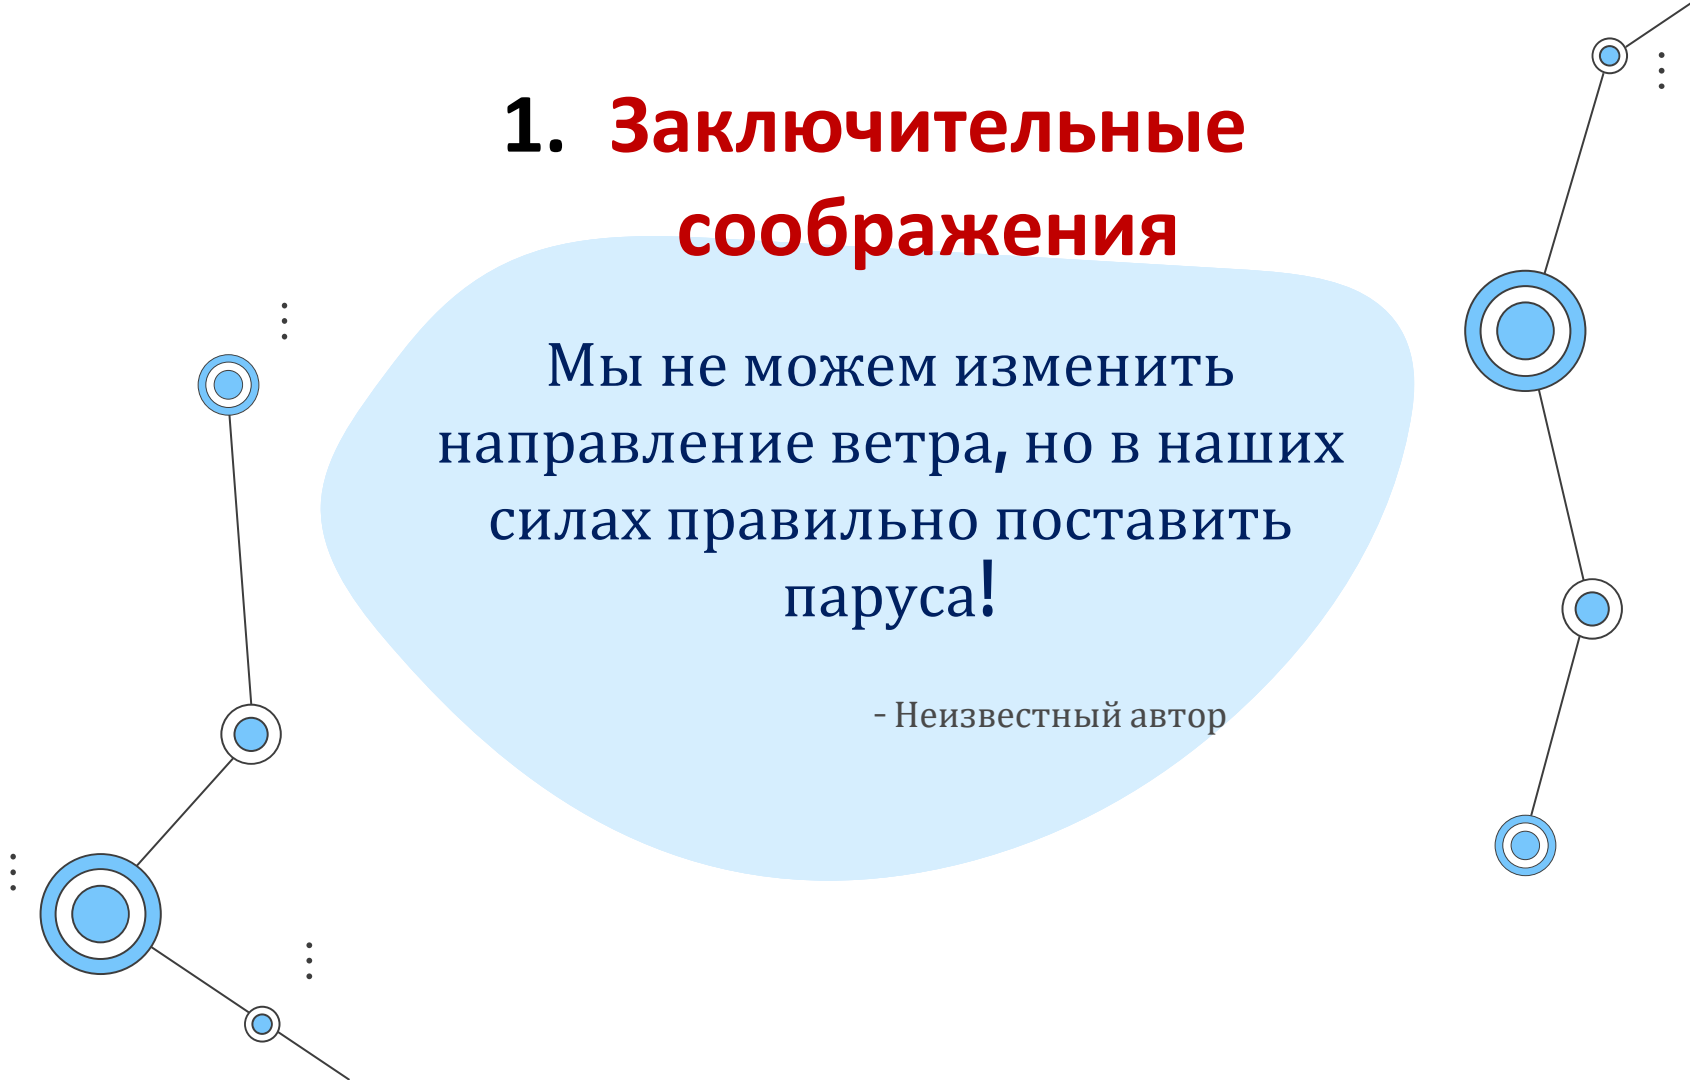 1. Заключительные
соображения
Мы не можем изменить
направление ветра, но в наших
силах правильно поставить
паруса!
- Неизвестный автор